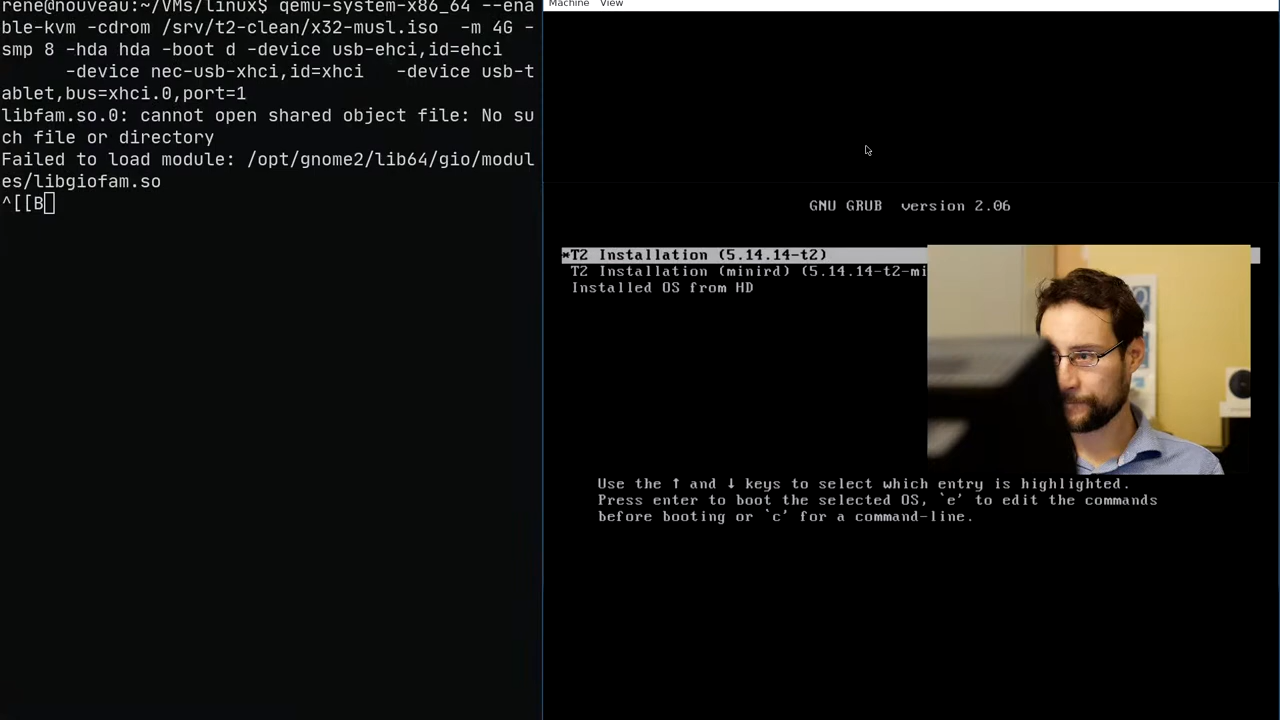 rene@nouveau:~/VMs/linux$ qemu-system-x86_64 --ena
ble-kvm -cdrom /srv/t2-clean/x32-musl.iso  -m 4G -
smp 8 -hda hda -boot d -device usb-ehci,id=ehci
-device nec-usb-xhci,id=xhci   -device usb-t
ablet,bus=xhci.0,port=1
libfam.so.0: cannot open shared object file: No su
ch file or directory
Failed to load module: /opt/gnome2/lib64/gio/modul
es/libgiofam.so
^[[B
Machine View
GNU GRUB  version 2.06
*T2 Installation (5.14.14-t2)
T2 Installation (minird) (5.14.14-t2-mi
Installed OS from HD
Use the ↑ and ↓ keys to select which entry is highlighted.
Press enter to boot the selected OS, `e' to edit the commands
before booting or `c' for a command-line.